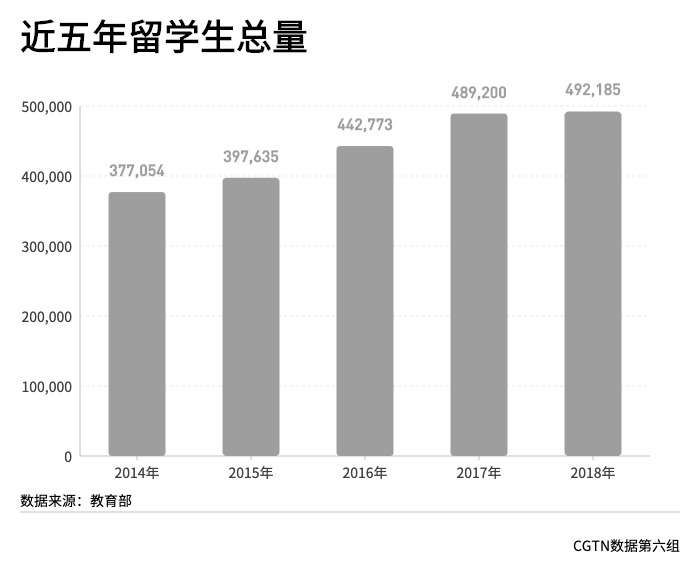 近五年留学生总量
489,200
492,185
442,773
397,635
377,054
500,000
400,000
300,000
200,000
100,000
0
2014年
2015年
2016年
2017年
2018年
数据来源：教育部
CGTN数据第六组